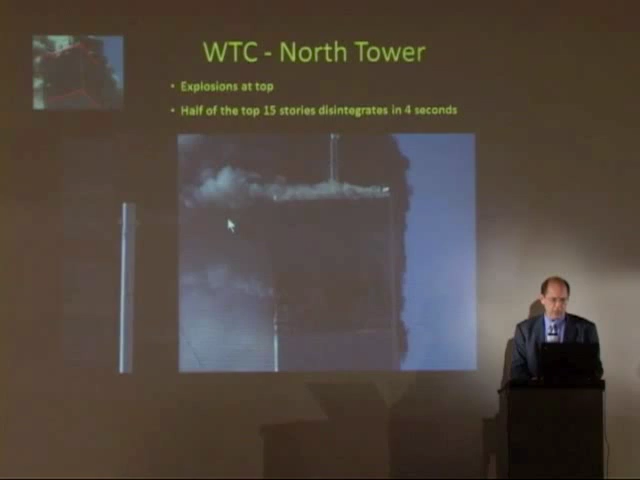 WTC - North Tower
• Explosions at top
• Half of the top 15 stories disintegrates in 4 seconds